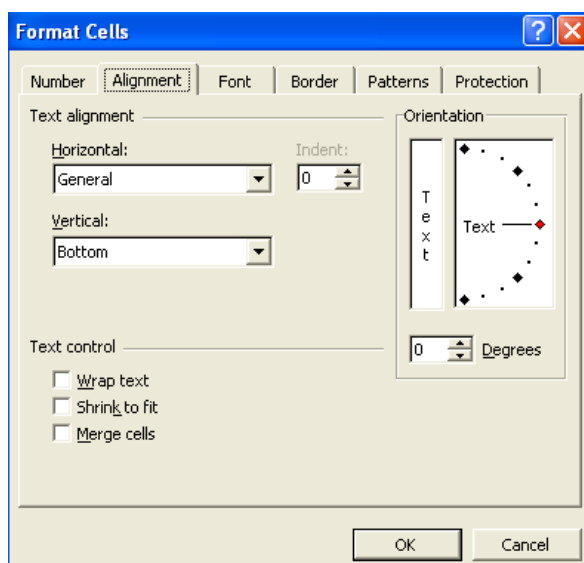 Format Cells
Number Alignment Font Border Patterns Protection
Text alignment
Horizontal:
General
Indent:
0
Vertical:
Bottom
Orientation
Text
Text
0 Degrees
Text control
Wrap text
Shrink to fit
Merge cells
OK Cancel